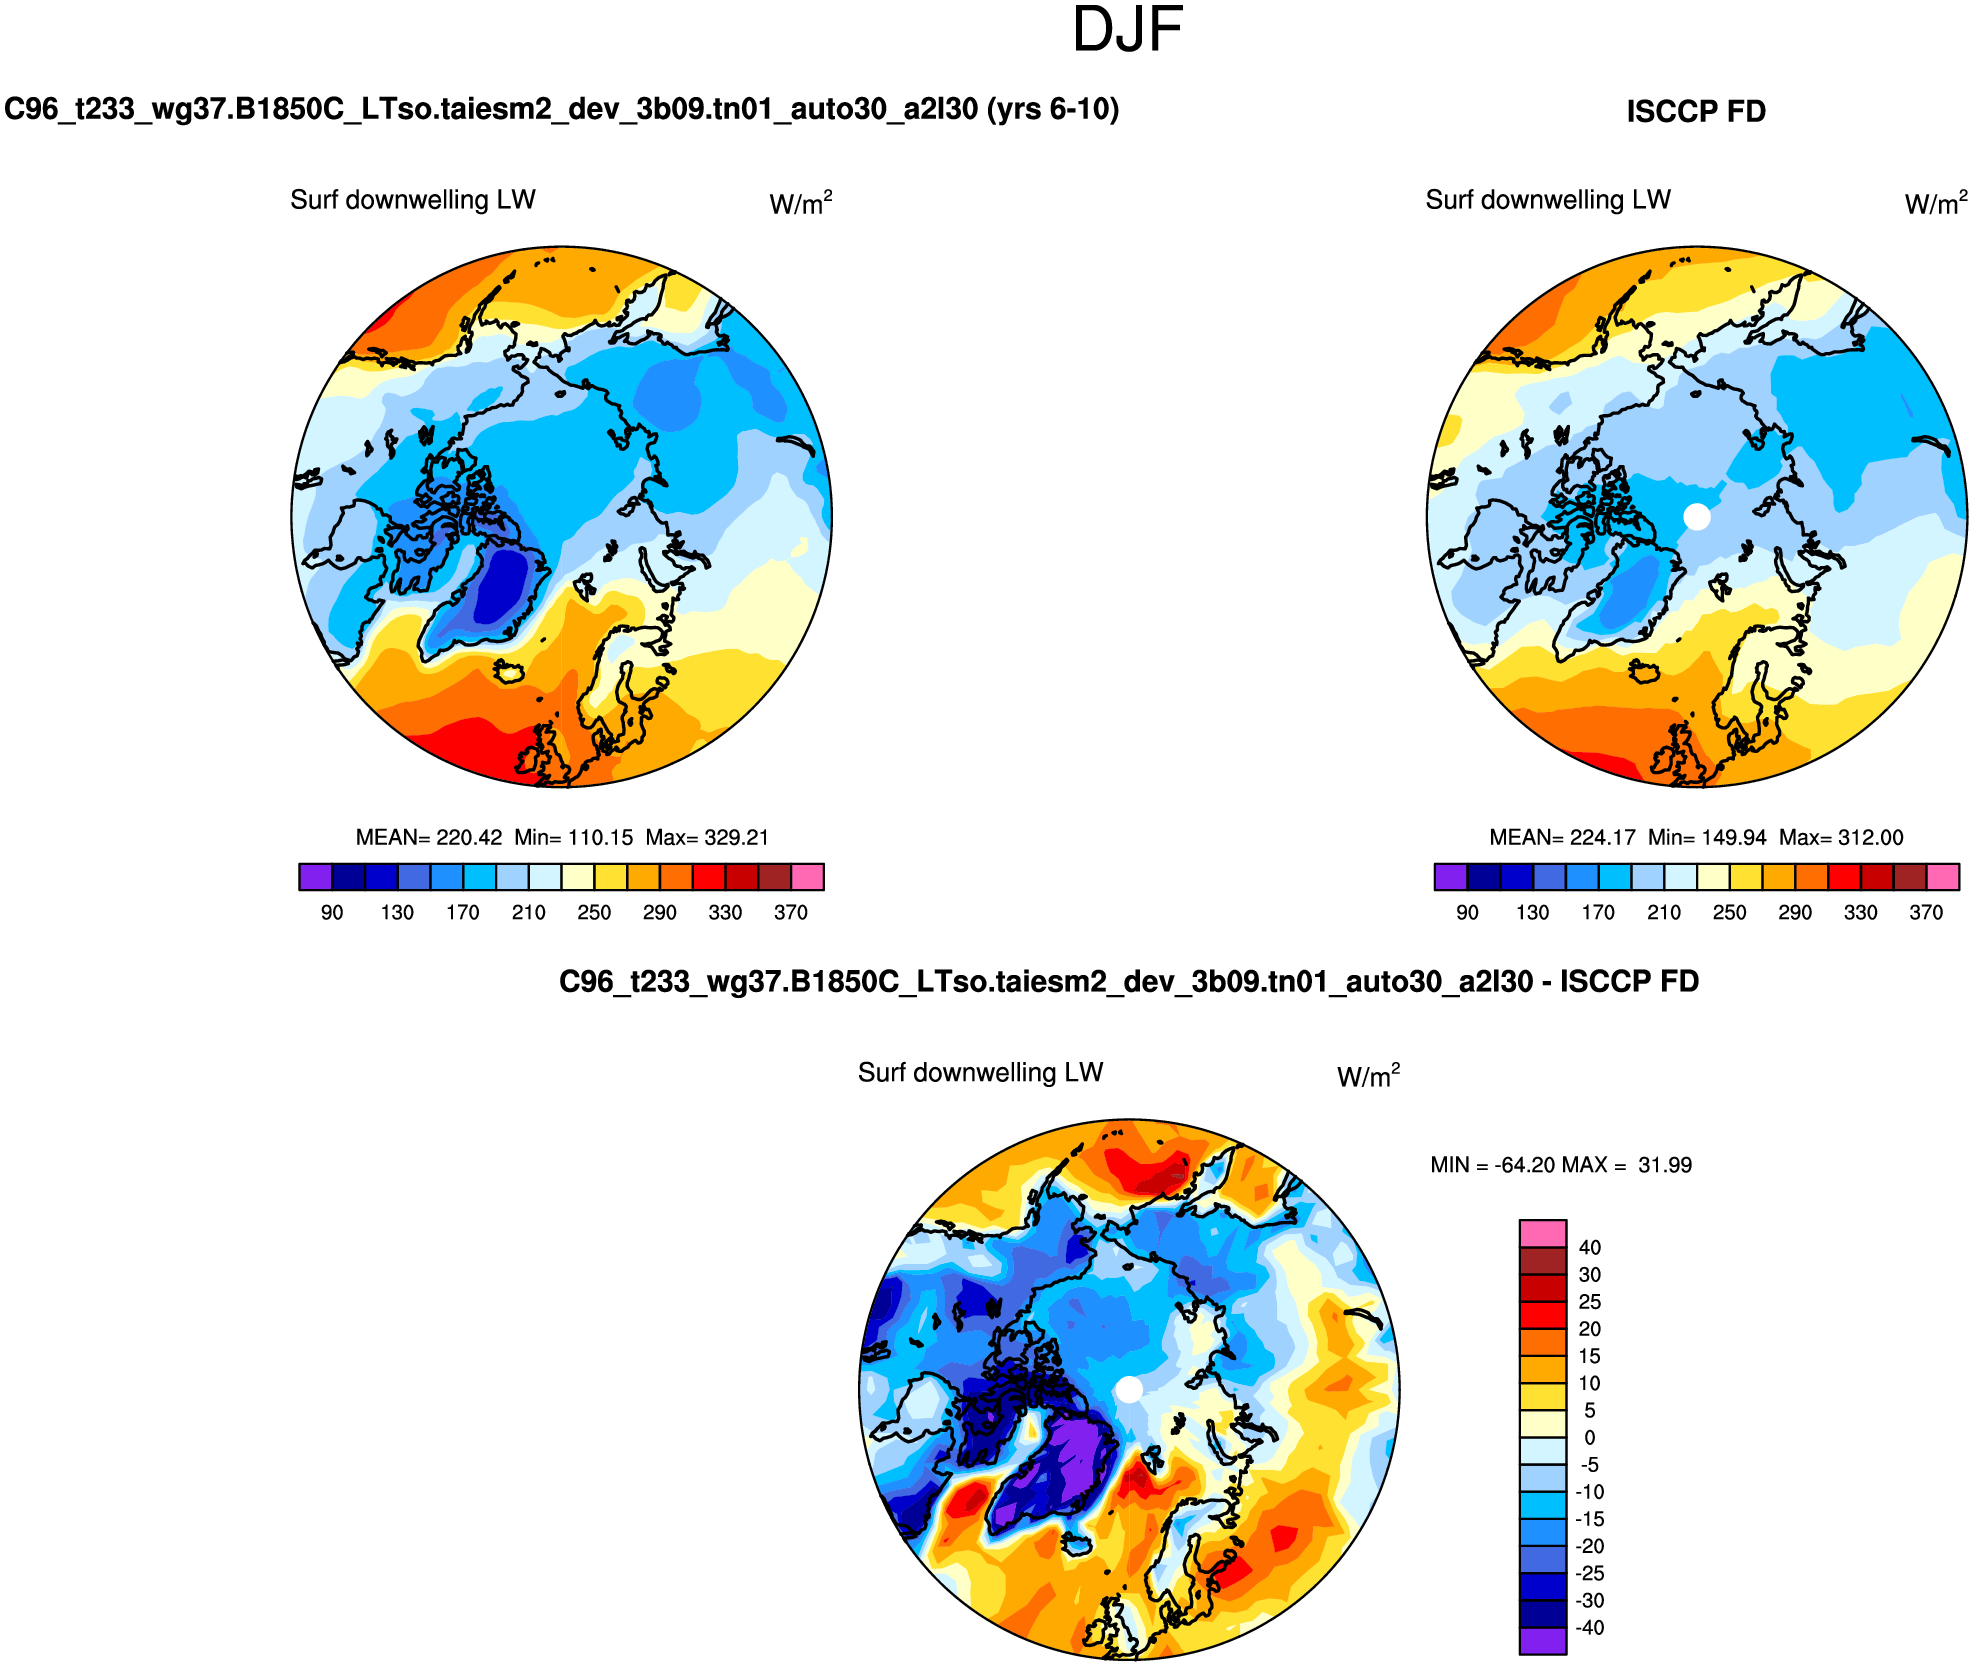 DJF
C96_t233_wg37.B1850C_LTso.taiesm2_dev_3b09.tn01_auto30_a2l30 (yrs 6-10)
ISCCP FD
Surf downwelling LW W/m²
Surf downwelling LW W/m²
MEAN= 220.42 Min= 110.15 Max= 329.21
90 130 170 210 250 290 330 370
MEAN= 224.17 Min= 149.94 Max= 312.00
90 130 170 210 250 290 330 370
C96_t233_wg37.B1850C_LTso.taiesm2_dev_3b09.tn01_auto30_a2l30 - ISCCP FD
Surf downwelling LW W/m²
MIN = -64.20 MAX = 31.99
40
30
25
20
15
10
5
0
-5
-10
-15
-20
-25
-30
-40